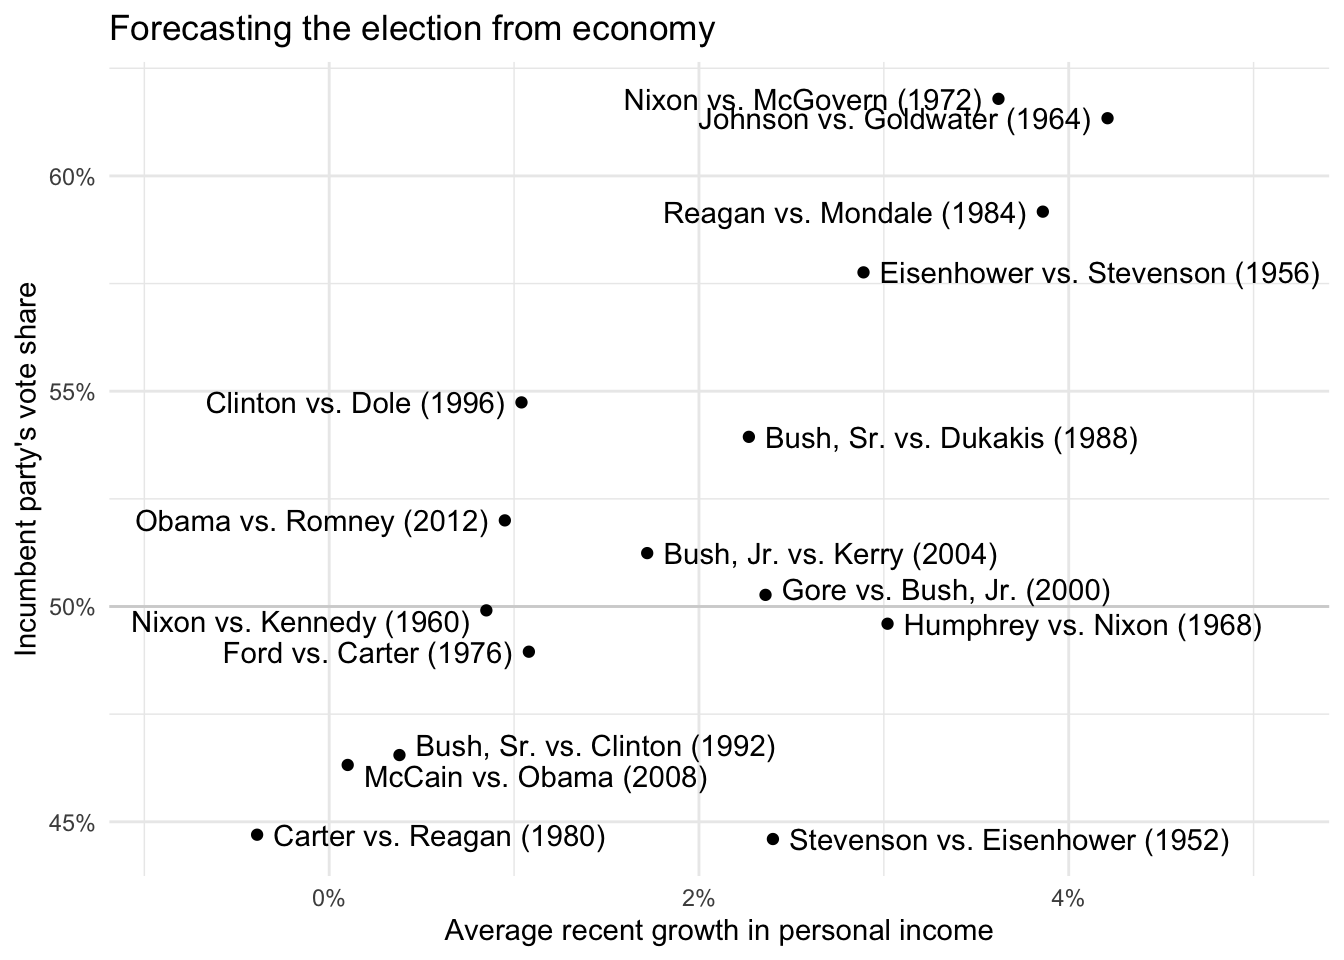 Forecasting the election from economy
Nixon vs. McGovern (1972)
Johnson vs. Goldwater (1964)
60%
Reagan vs. Mondale (1984)
Eisenhower vs. Stevenson (1956)
55%
Clinton vs. Dole (1996)
Bush, Sr. vs. Dukakis (1988)
Obama vs. Romney (2012)
Bush, Jr. vs. Kerry (2004)
Gore vs. Bush, Jr. (2000)
50%
Nixon vs. Kennedy (1960)
Humphrey vs. Nixon (1968)
Ford vs. Carter (1976)
Bush, Sr. vs. Clinton (1992)
McCain vs. Obama (2008)
45%
Carter vs. Reagan (1980)
Stevenson vs. Eisenhower (1952)
Incumbent party's vote share
0%
2%
4%
Average recent growth in personal income